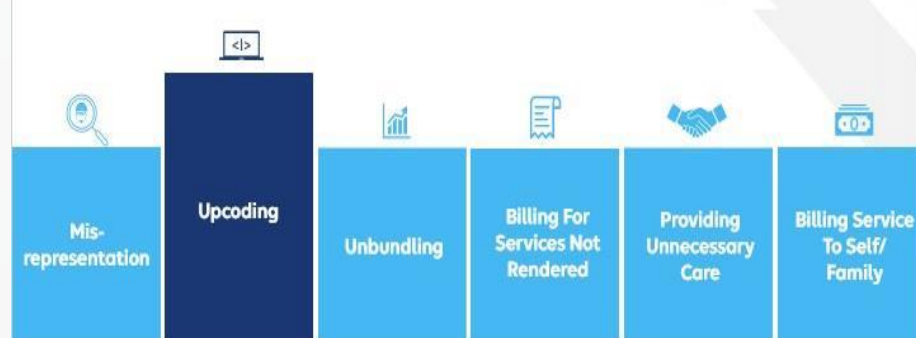 Mis-
representation
Upcoding
Unbundling
Billing For
Services Not
Rendered
Providing
Unnecessary
Care
Billing Service
To Self/
Family